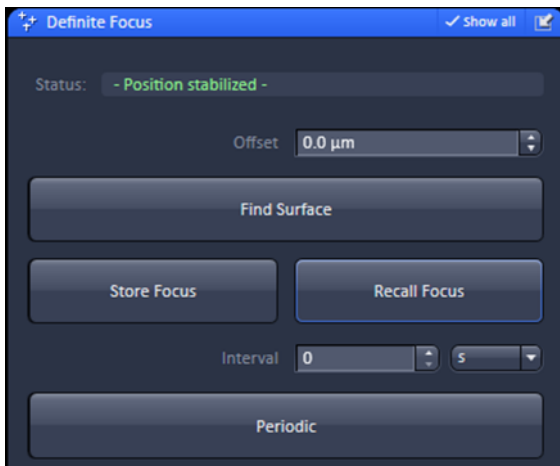 Definite Focus Show all
Status: - Position stabilized -
Offset 0.0 µm
Find Surface
Store Focus Recall Focus
Interval 0 s
Periodic